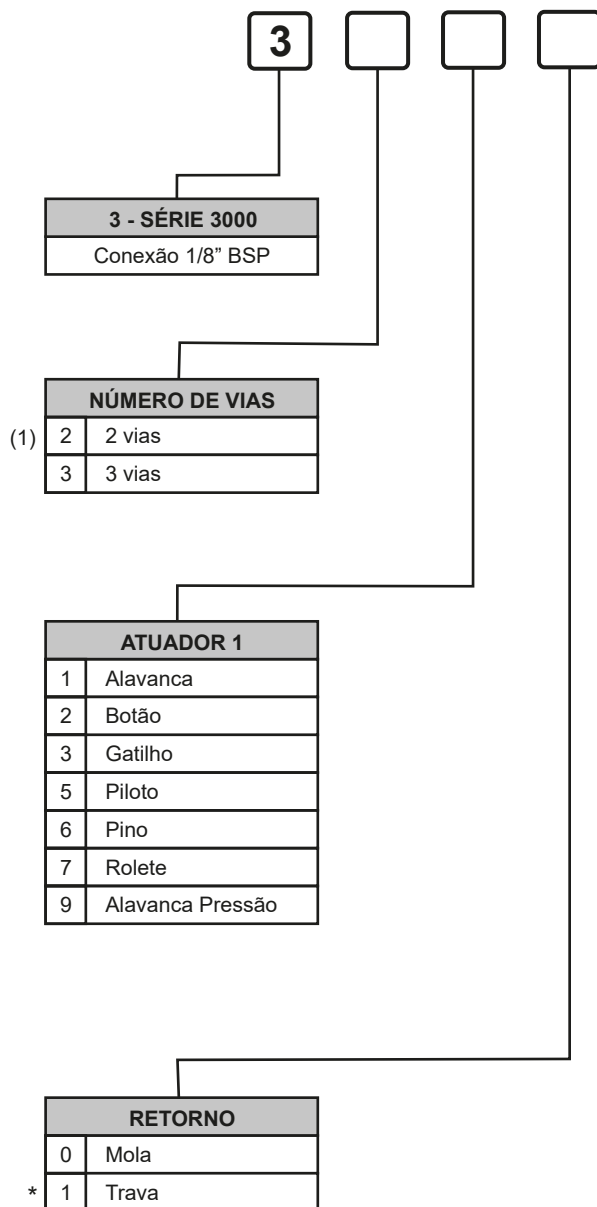 3
3 - SÉRIE 3000
Conexão 1/8” BSP
NÚMERO DE VIAS
(1) 2 2 vias
3 3 vias
ATUADOR 1
1 Alavanca
2 Botão
3 Gatilho
5 Piloto
6 Pino
7 Rolete
9 Alavanca Pressão
RETORNO
0 Mola
* 1 Trava